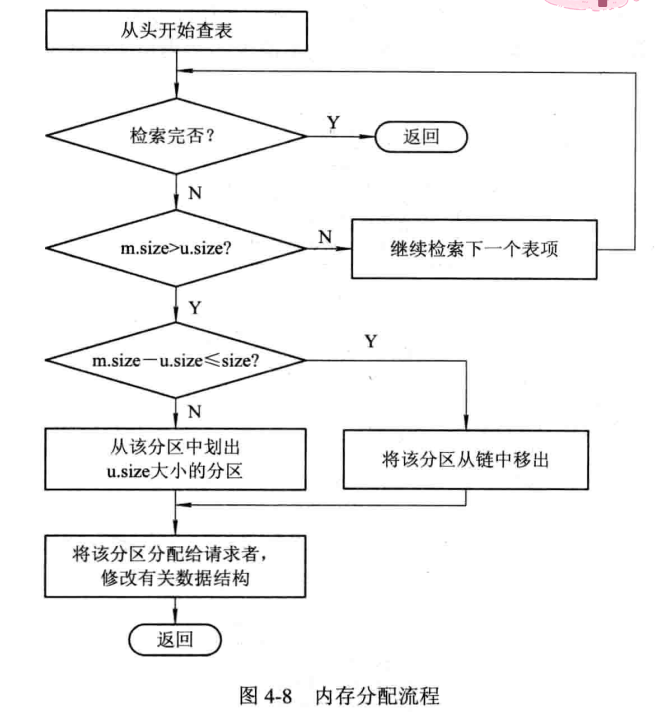 从头开始查表
检索完否？
Y
返回
N
m.size>u.size?
N
继续检索下一个表项
Y
m.size－u.size≤size?
Y
N
从该分区中划出
u.size大小的分区
将该分区从链中移出
将该分区分配给请求者，
修改有关数据结构
返回
图 4-8 内存分配流程